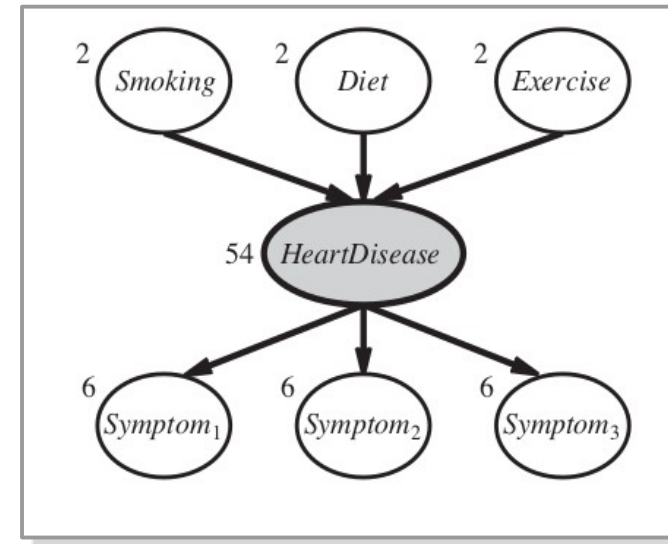 2 Smoking 2 Diet 2 Exercise
54 HeartDisease
6 6 6
Symptom₁ Symptom₂ Symptom₃